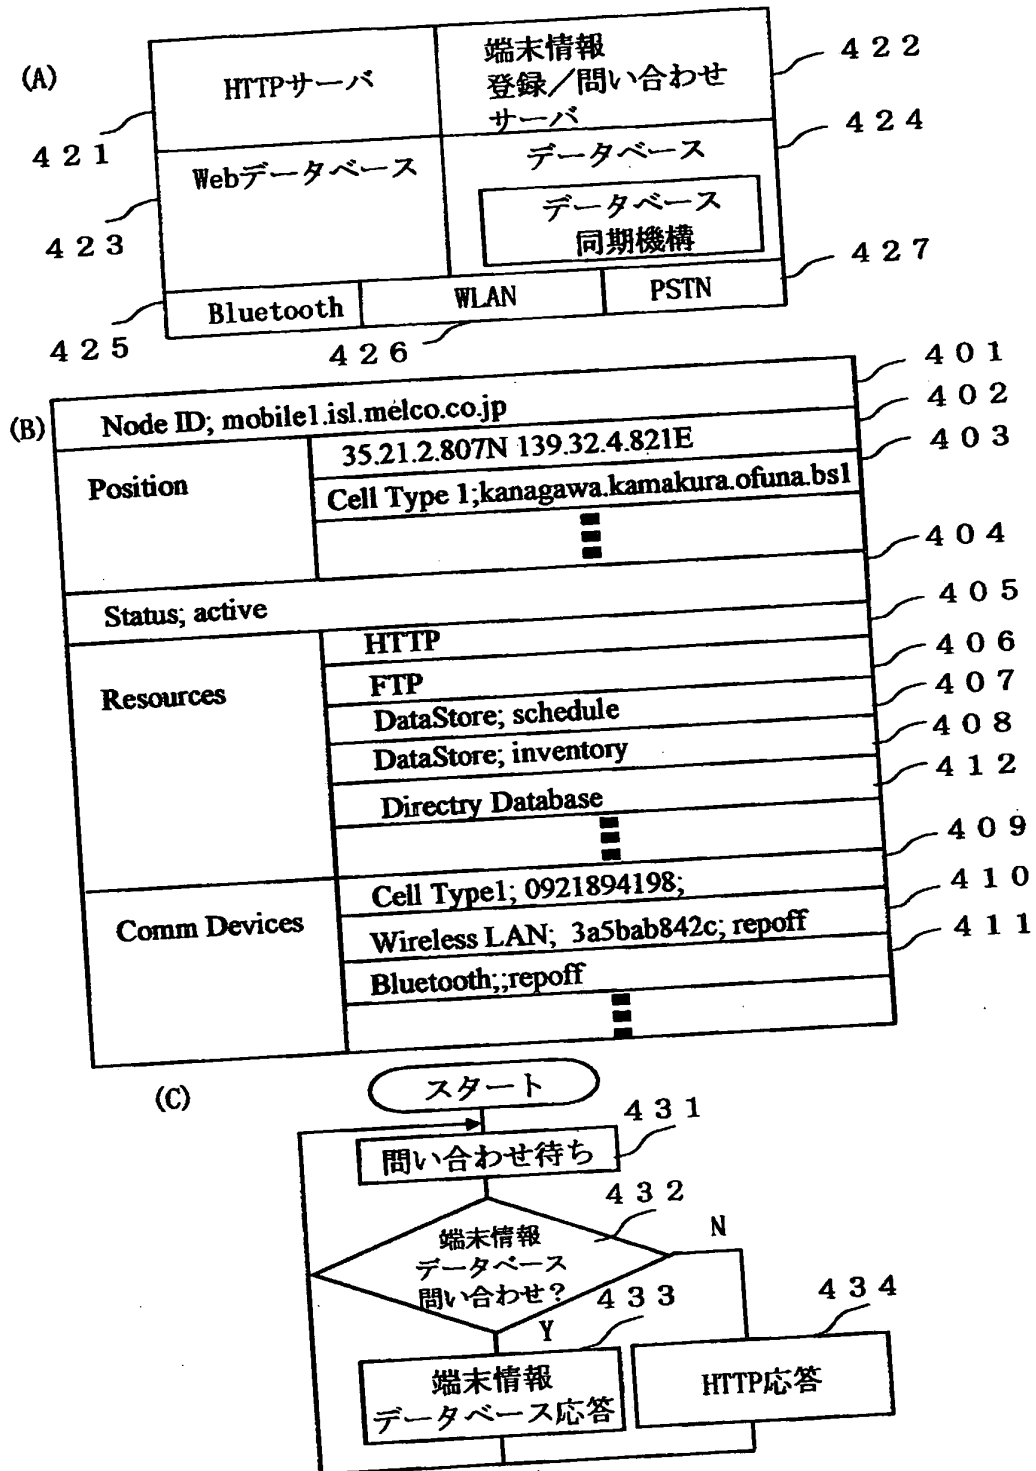 (A)
HTTPサーバ
端末情報
登録／問い合わせ
サーバ
４２２
４２１
Webデータベース
データベース
４２４
データベース
同期機構
４２３
４２７
Bluetooth
WLAN
PSTN
４２５
４２６
(B)
４０１
Node ID; mobile1.isl.melco.co.jp
４０２
Position
35.21.2.807N 139.32.4.821E
４０３
Cell Type 1;kanagawa.kamakura.ofuna.bs1
４０４
Status; active
４０５
Resources
HTTP
４０６
FTP
４０７
DataStore; schedule
４０８
DataStore; inventory
４１２
Directry Database
４０９
Comm Devices
Cell Type1; 0921894198;
４１０
Wireless LAN; 3a5bab842c; repoff
４１１
Bluetooth;;repoff
(C)
スタート
４３１
問い合わせ待ち
４３２
N
端末情報
データベース
問い合わせ？
４３３
４３４
Y
端末情報
データベース応答
HTTP応答